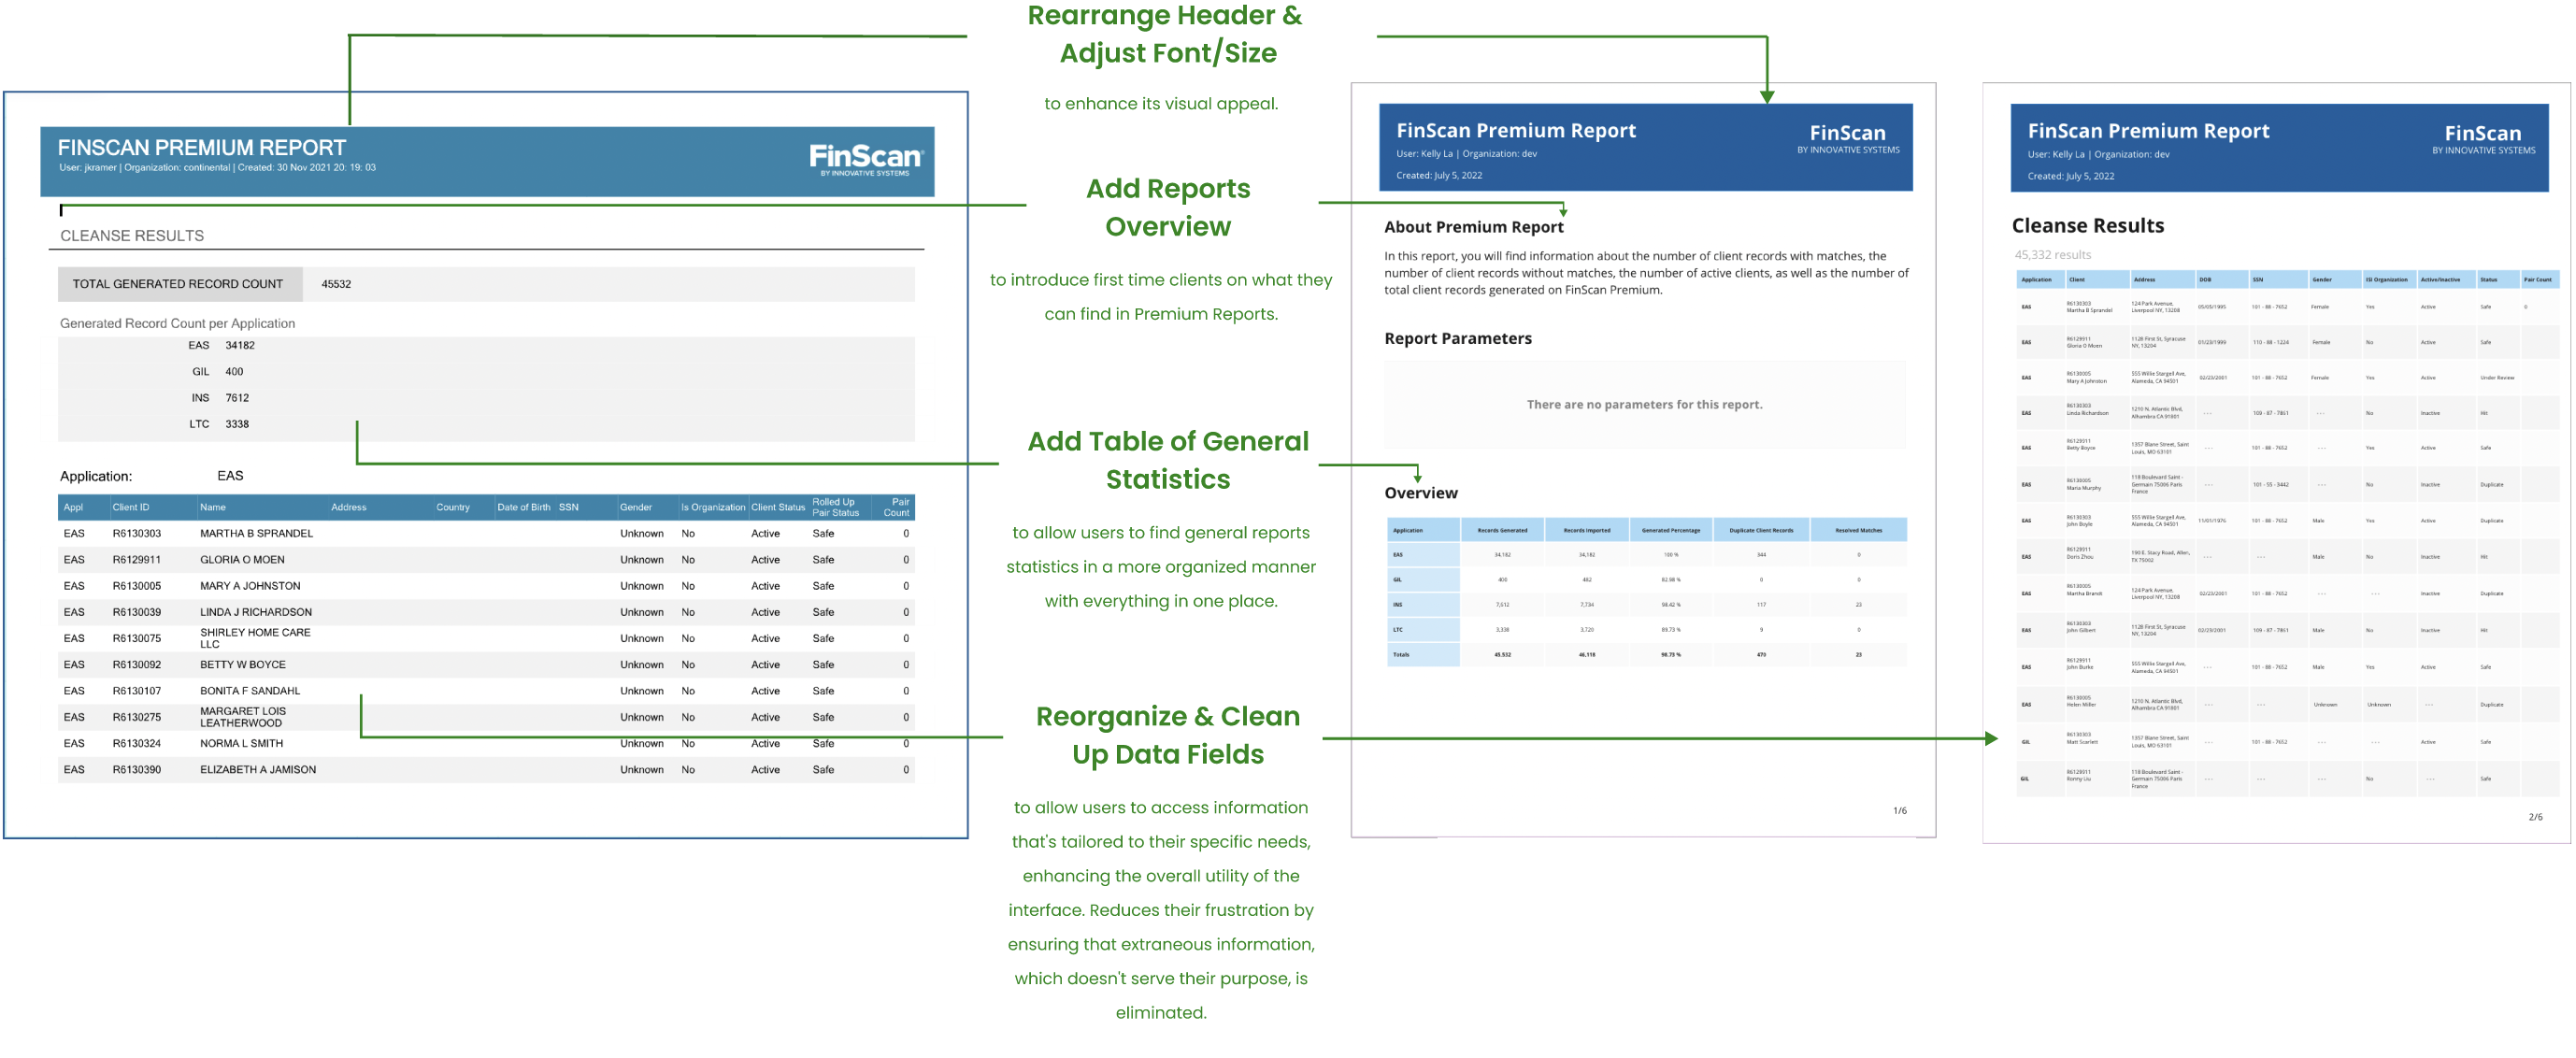 Rearrange Header &
Adjust Font/Size
to enhance its visual appeal.
Add Reports
Overview
to introduce first time clients on what they
can find in Premium Reports.
Add Table of General
Statistics
to allow users to find general reports
statistics in a more organized manner
with everything in one place.
Reorganize & Clean
Up Data Fields
to allow users to access information
that's tailored to their specific needs,
enhancing the overall utility of the
interface. Reduces their frustration by
ensuring that extraneous information,
which doesn't serve their purpose, is
eliminated.
FINSCAN PREMIUM REPORT
User: jkramer | Organization: continental | Created: 30 Nov 2021 20: 19: 03
FinScan
BY INNOVATIVE SYSTEMS
CLEANSE RESULTS
TOTAL GENERATED RECORD COUNT 45532
Generated Record Count per Application
EAS 34182
GIL 400
INS 7612
LTC 3338
Application: EAS
Appl Client ID Name Address Country Date of Birth SSN Gender Is Organization Client Status Rolled Up Pair Status Pair Count
EAS R6130303 MARTHA B SPRANDEL Unknown No Active Safe 0
EAS R6129911 GLORIA O MOEN Unknown No Active Safe 0
EAS R6130005 MARY A JOHNSTON Unknown No Active Safe 0
EAS R6130039 LINDA J RICHARDSON Unknown No Active Safe 0
EAS R6130075 SHIRLEY HOME CARE LLC Unknown No Active Safe 0
EAS R6130092 BETTY W BOYCE Unknown No Active Safe 0
EAS R6130107 BONITA F SANDAHL Unknown No Active Safe 0
EAS R6130275 MARGARET LOIS LEATHERWOOD Unknown No Active Safe 0
EAS R6130324 NORMA L SMITH Unknown No Active Safe 0
EAS R6130390 ELIZABETH A JAMISON Unknown No Active Safe 0
FinScan Premium Report
User: Kelly La | Organization: dev
Created: July 5, 2022
FinScan
BY INNOVATIVE SYSTEMS
About Premium Report
In this report, you will find information about the number of client records with matches, the
number of client records without matches, the number of active clients, as well as the number of
total client records generated on FinScan Premium.
Report Parameters
There are no parameters for this report.
Overview
Application Records Generated Records Imported Generated Percentage Duplicate Client Records Resolved Matches
EAS 34,182 34,182 100 % 344 0
GIL 400 482 82.98 % 0 0
INS 7,612 7,734 98.42 % 117 23
LTC 3,338 3,720 89.73 % 9 0
Totals 45,532 46,118 98.73 % 470 23
1/6
FinScan Premium Report
User: Kelly La | Organization: dev
Created: July 5, 2022
FinScan
BY INNOVATIVE SYSTEMS
Cleanse Results
45,332 results
Application Client Address DOB SSN Gender IS Organization Active/Inactive Status Pair Count
EAS R6130303 Martha B Sprandel 124 Park Avenue, Liverpool NY, 13208 05/05/1995 101 - 88 - 7652 Female Yes Active Safe 0
EAS R6129911 Gloria O Moen 1128 First St, Syracuse NY, 13204 01/23/1999 110 - 88 - 1224 Female No Active Safe
EAS R6130005 Mary A Johnston 555 Willie Stargell Ave, Alameda, CA 94501 02/23/2001 101 - 88 - 7652 Female Yes Active Under Review
EAS R6130303 Linda Richardson 1210 N. Atlantic Blvd, Alhambra CA 91801 - - - 109 - 87 - 7861 - - - No Inactive Hit
EAS R6129911 Betty Boyce 1357 Blane Street, Saint Louis, MO 63101 - - - 101 - 88 - 7652 - - - Yes Active Safe
EAS R6130005 Maria Murphy 118 Boulevard Saint - Germain 75006 Paris France - - - 101 - 55 - 3442 - - - No Inactive Duplicate
EAS R6130303 John Boyle 555 Willie Stargell Ave, Alameda, CA 94501 11/01/1976 101 - 88 - 7652 Male Yes Active Duplicate
EAS R6129911 Doris Zhou 190 E. Stacy Road, Allen, TX 75002 - - - - - - Male No Inactive Hit
EAS R6130005 Martha Brandt 124 Park Avenue, Liverpool NY, 13208 02/23/2001 101 - 88 - 7652 - - - - - - Inactive Duplicate
EAS R6130303 John Gilbert 1128 First St, Syracuse NY, 13204 02/23/2001 109 - 87 - 7861 Male No Inactive Hit
EAS R6129911 John Burke 555 Willie Stargell Ave, Alameda, CA 94501 - - - 101 - 88 - 7652 Male Yes Active Safe
EAS R6130005 Helen Miller 1210 N. Atlantic Blvd, Alhambra CA 91801 - - - - - - Unknown Unknown - - - Duplicate
GIL R6130303 Matt Scarlett 1357 Blane Street, Saint Louis, MO 63101 - - - 101 - 88 - 7652 - - - - - - Active Safe
GIL R6129911 Ronny Liu 118 Boulevard Saint - Germain 75006 Paris France - - - - - - - - - No - - - Safe
2/6